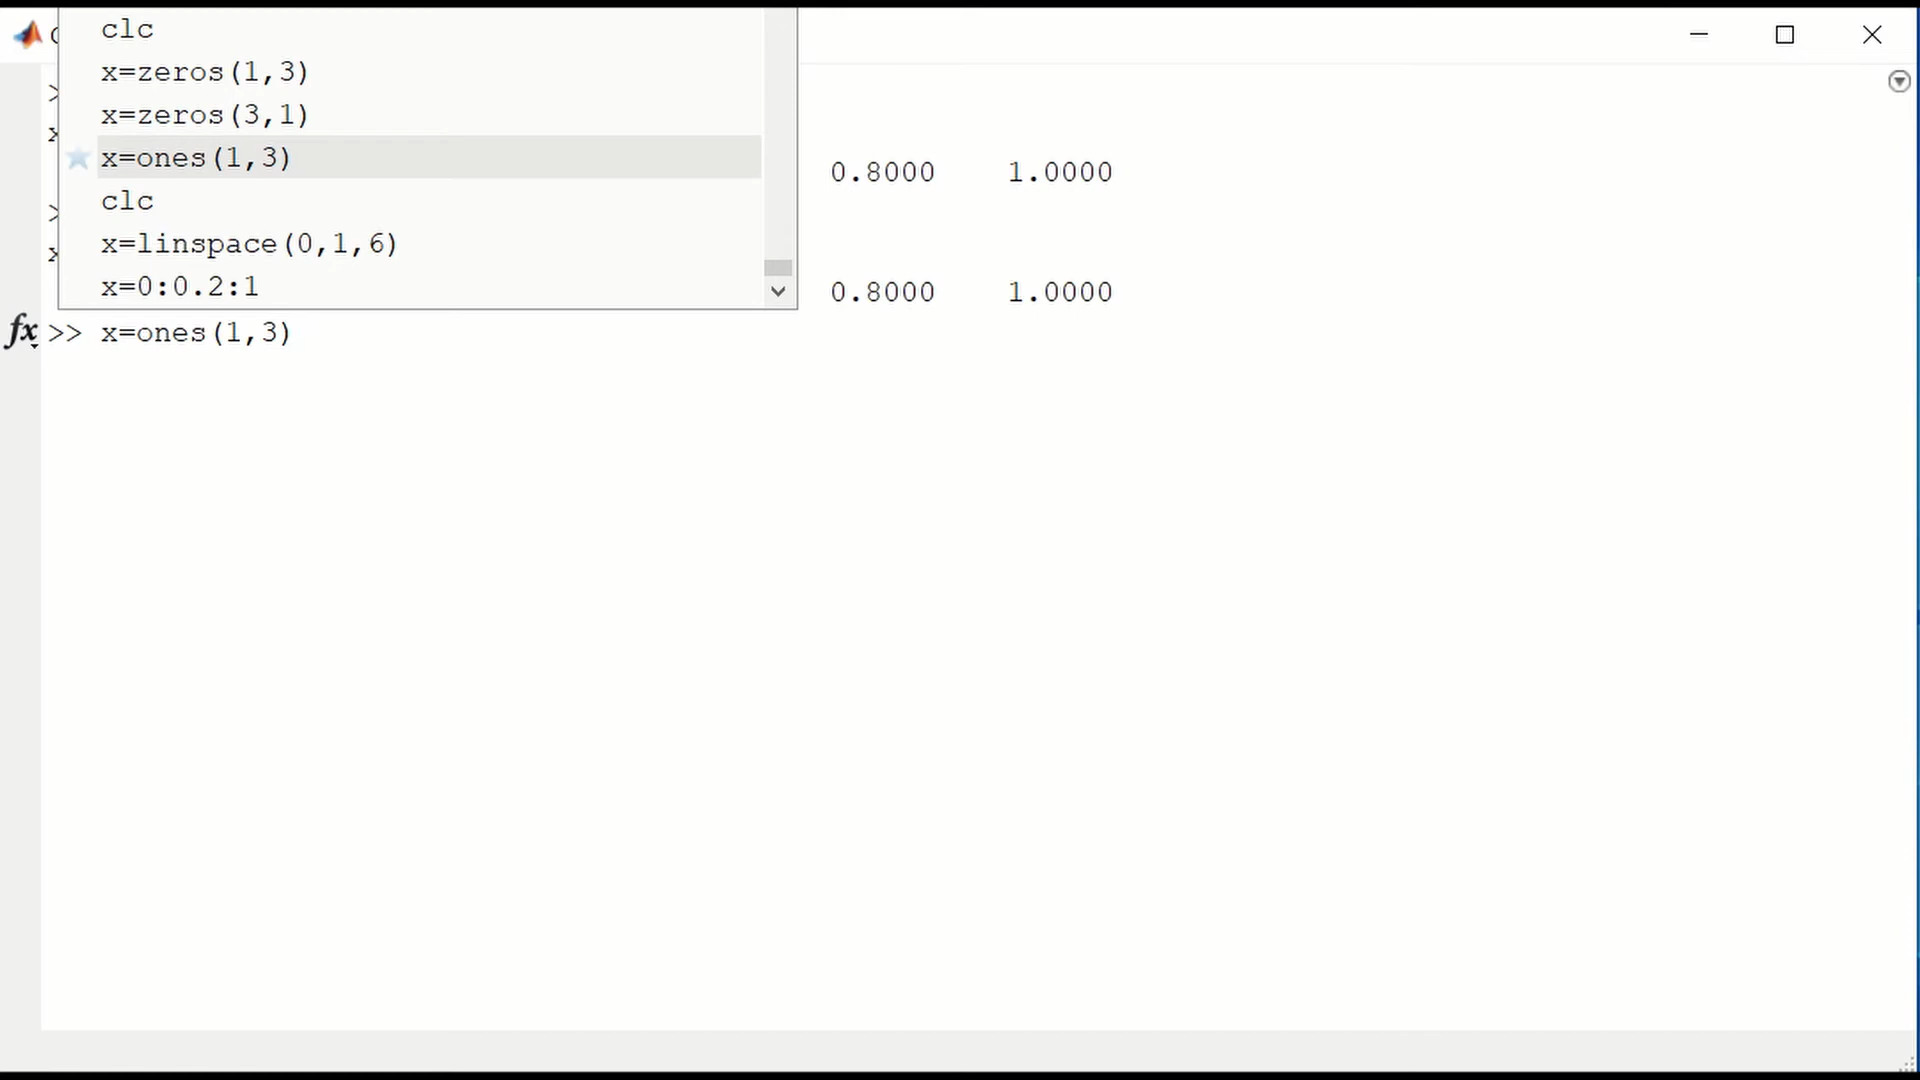 clc
x=zeros(1,3)
x=zeros(3,1)
x=ones(1,3)
0.8000 1.0000
clc
x=linspace(0,1,6)
x=0:0.2:1
0.8000 1.0000
fx >> x=ones(1,3)